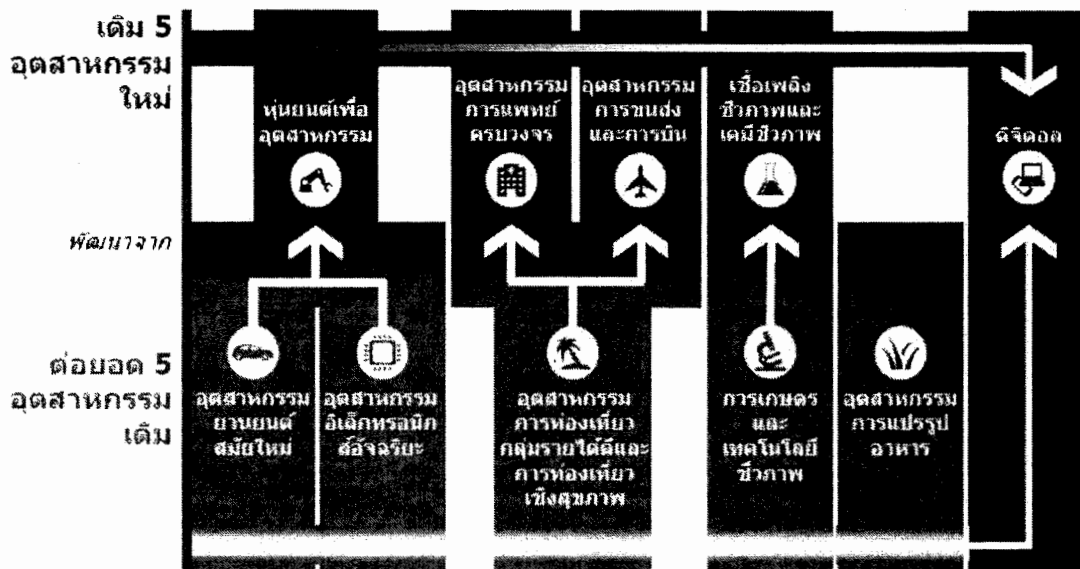 เติม 5
อุตสาหกรรม
ใหม่
หุ่นยนต์เพื่อ
อุตสาหกรรม
อุตสาหกรรม
การแพทย์
ครบวงจร
อุตสาหกรรม
การขนส่ง
และการบิน
เชื้อเพลิง
ชีวภาพและ
เคมีชีวภาพ
ดิจิตอล
พัฒนาจาก
ต่อยอด 5
อุตสาหกรรม
เดิม
อุตสาหกรรม
ยานยนต์
สมัยใหม่
อุตสาหกรรม
อิเล็กทรอนิก
ส์อัจฉริยะ
อุตสาหกรรม
การท่องเที่ยว
กลุ่มรายได้ดีและ
การท่องเที่ยว
เชิงสุขภาพ
การเกษตร
และ
เทคโนโลยี
ชีวภาพ
อุตสาหกรรม
การแปรรูป
อาหาร